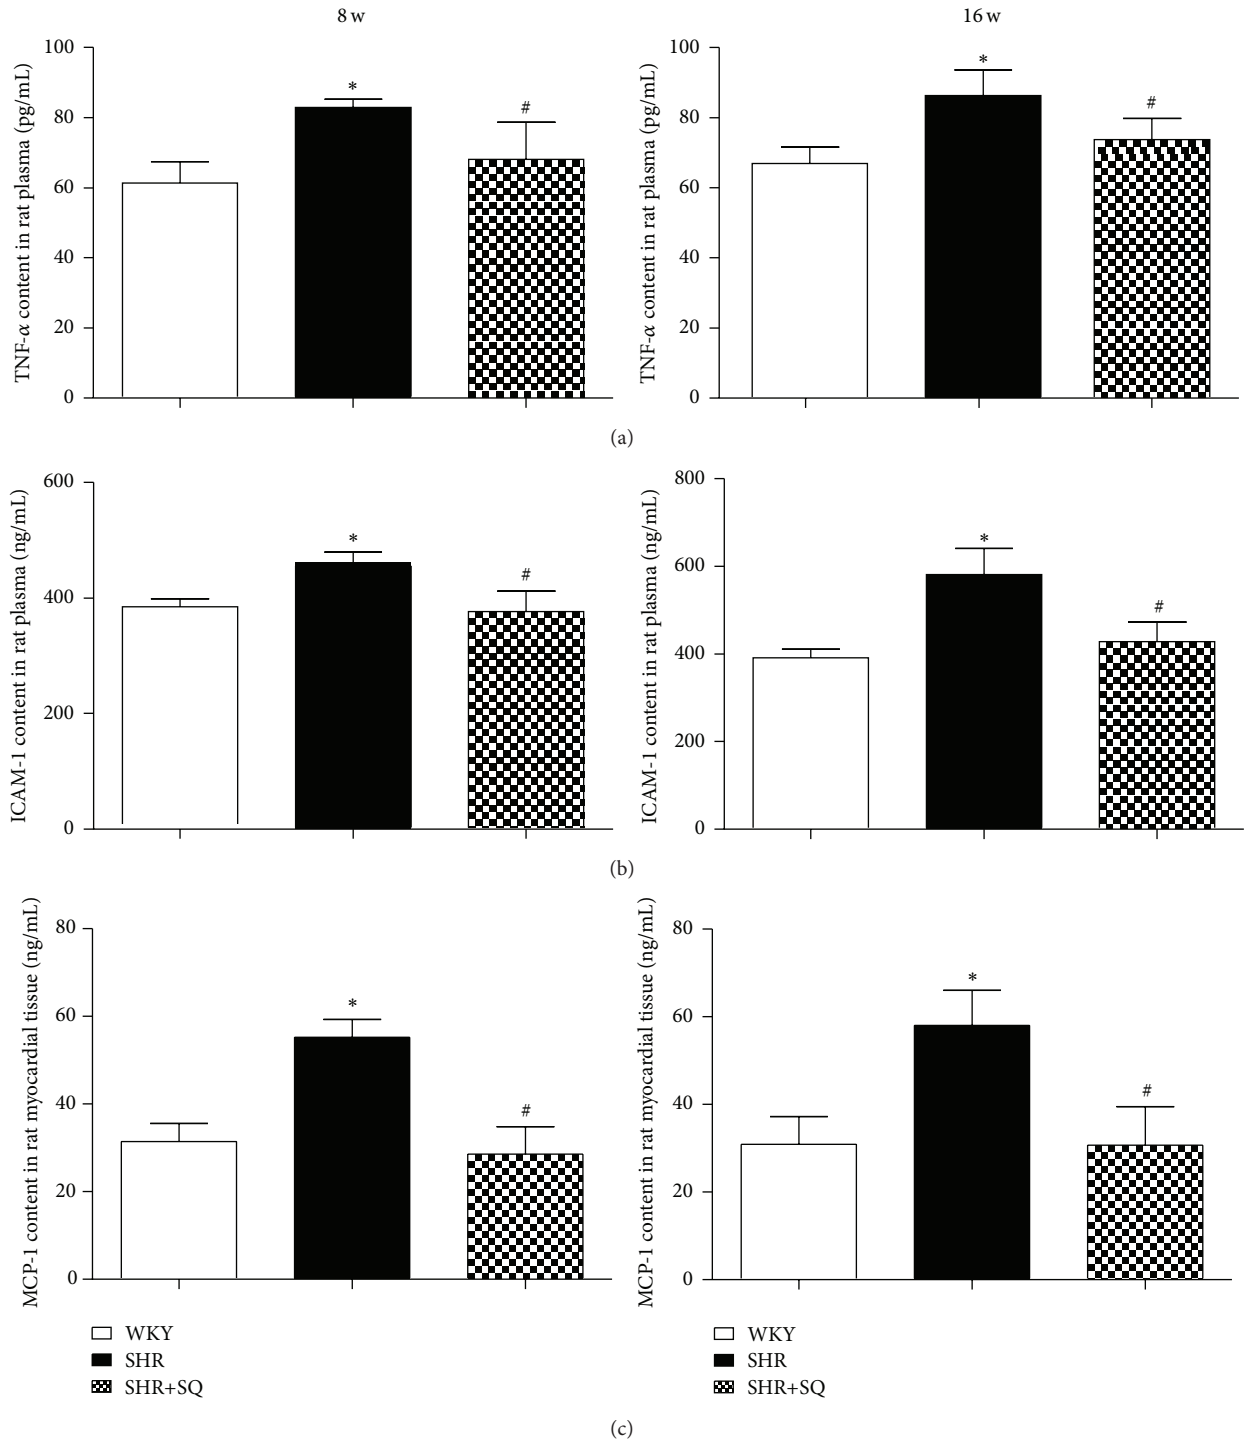 8 w
16 w
TNF-α content in rat plasma (pg/mL)
100
80
60
40
20
0
*
#
TNF-α content in rat plasma (pg/mL)
100
80
60
40
20
0
*
#
(a)
ICAM-1 content in rat plasma (ng/mL)
600
400
200
0
*
#
ICAM-1 content in rat plasma (ng/mL)
800
600
400
200
0
*
#
(b)
MCP-1 content in rat myocardial tissue (ng/mL)
80
60
40
20
0
*
#
MCP-1 content in rat myocardial tissue (ng/mL)
80
60
40
20
0
*
#
WKY
SHR
SHR+SQ
WKY
SHR
SHR+SQ
(c)